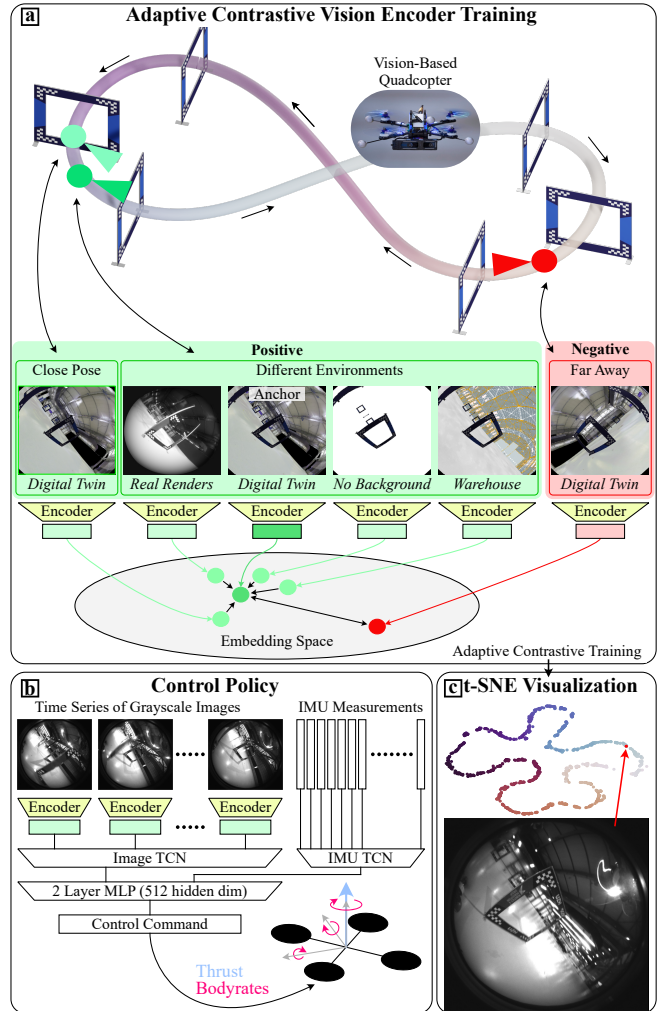 a
Adaptive Contrastive Vision Encoder Training
Vision-Based
Quadcopter
Positive
Negative
Close Pose
Different Environments
Far Away
Anchor
Digital Twin
Real Renders
Digital Twin
No Background
Warehouse
Digital Twin
Encoder
Encoder
Encoder
Encoder
Encoder
Encoder
Embedding Space
Adaptive Contrastive Training
b
Control Policy
Time Series of Grayscale Images
IMU Measurements
Encoder
Encoder
Encoder
Image TCN
IMU TCN
2 Layer MLP (512 hidden dim)
Control Command
Thrust
Bodyrates
c
t-SNE Visualization